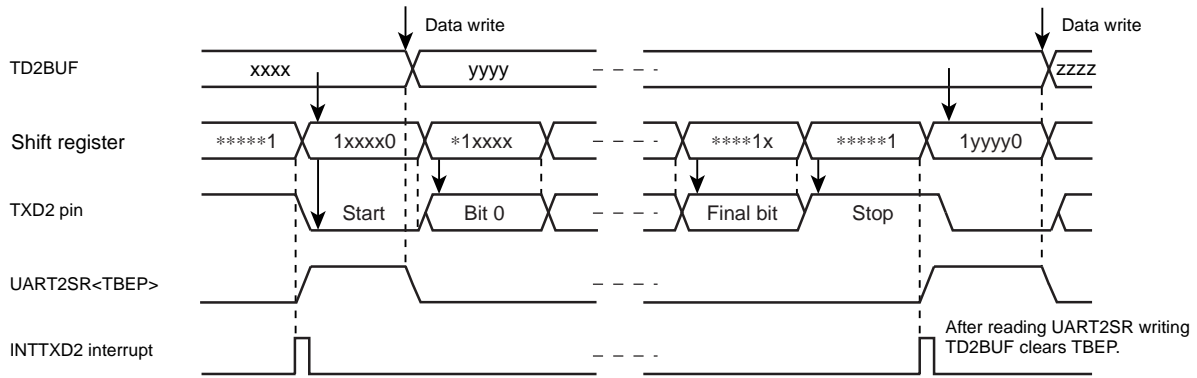 Data write
Data write
TD2BUF
xxxx
yyyy
zzzz
Shift register
*****1
1xxxx0
*1xxxx
****1x
*****1
1yyyy0
TXD2 pin
Start
Bit 0
Final bit
Stop
UART2SR<TBEP>
INTTXD2 interrupt
After reading UART2SR writing
TD2BUF clears TBEP.